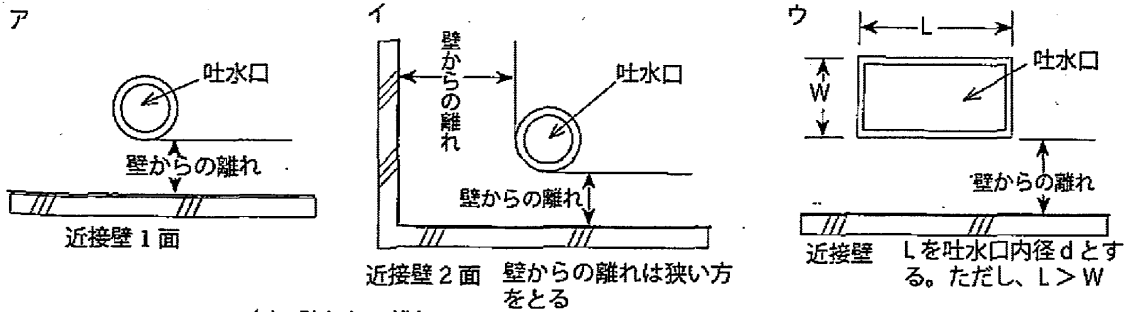 ア
吐水口
壁からの離れ
近接壁1面
イ
壁からの離れ
吐水口
壁からの離れ
近接壁2面
壁からの離れは狭い方
をとる
ウ
L
W
吐水口
壁からの離れ
近接壁
Lを吐水口内径dとす
る。ただし、L>W